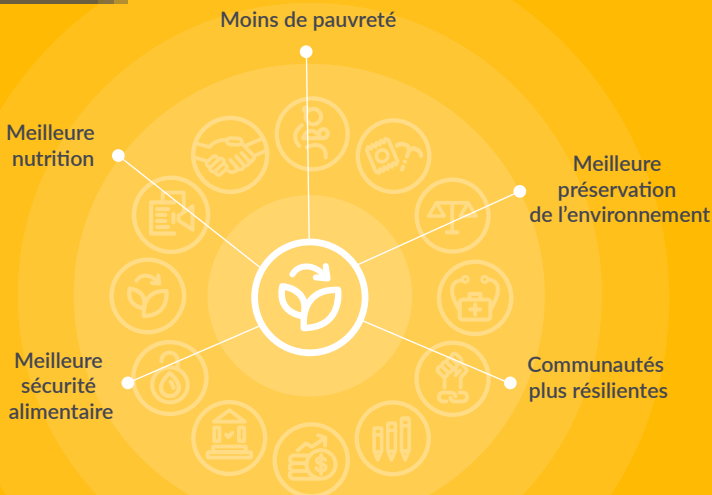 Moins de pauvreté
Meilleure
nutrition
Meilleure
préservation
de l’environnement
Meilleure
sécurité
alimentaire
Communautés
plus résilientes